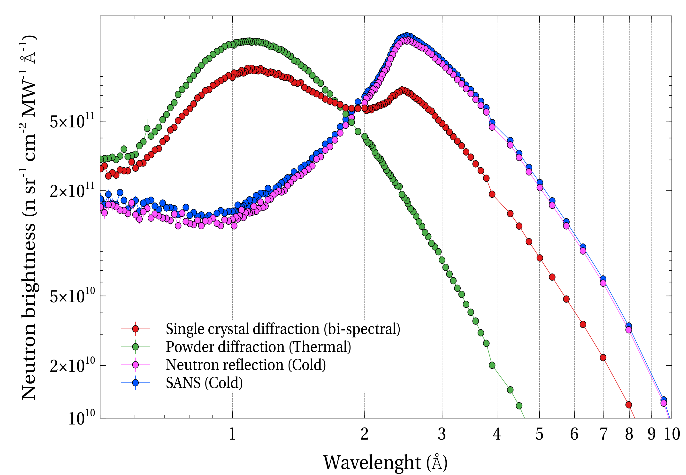 Neutron brightness (n sr⁻¹ cm⁻² MW⁻¹ Å⁻¹)
5×10¹¹
2×10¹¹
5×10¹⁰
2×10¹⁰
10¹⁰
Single crystal diffraction (bi-spectral)
Powder diffraction (Thermal)
Neutron reflection (Cold)
SANS (Cold)
1 2 3 4 5 6 7 8 9 10
Wavelenght (Å)